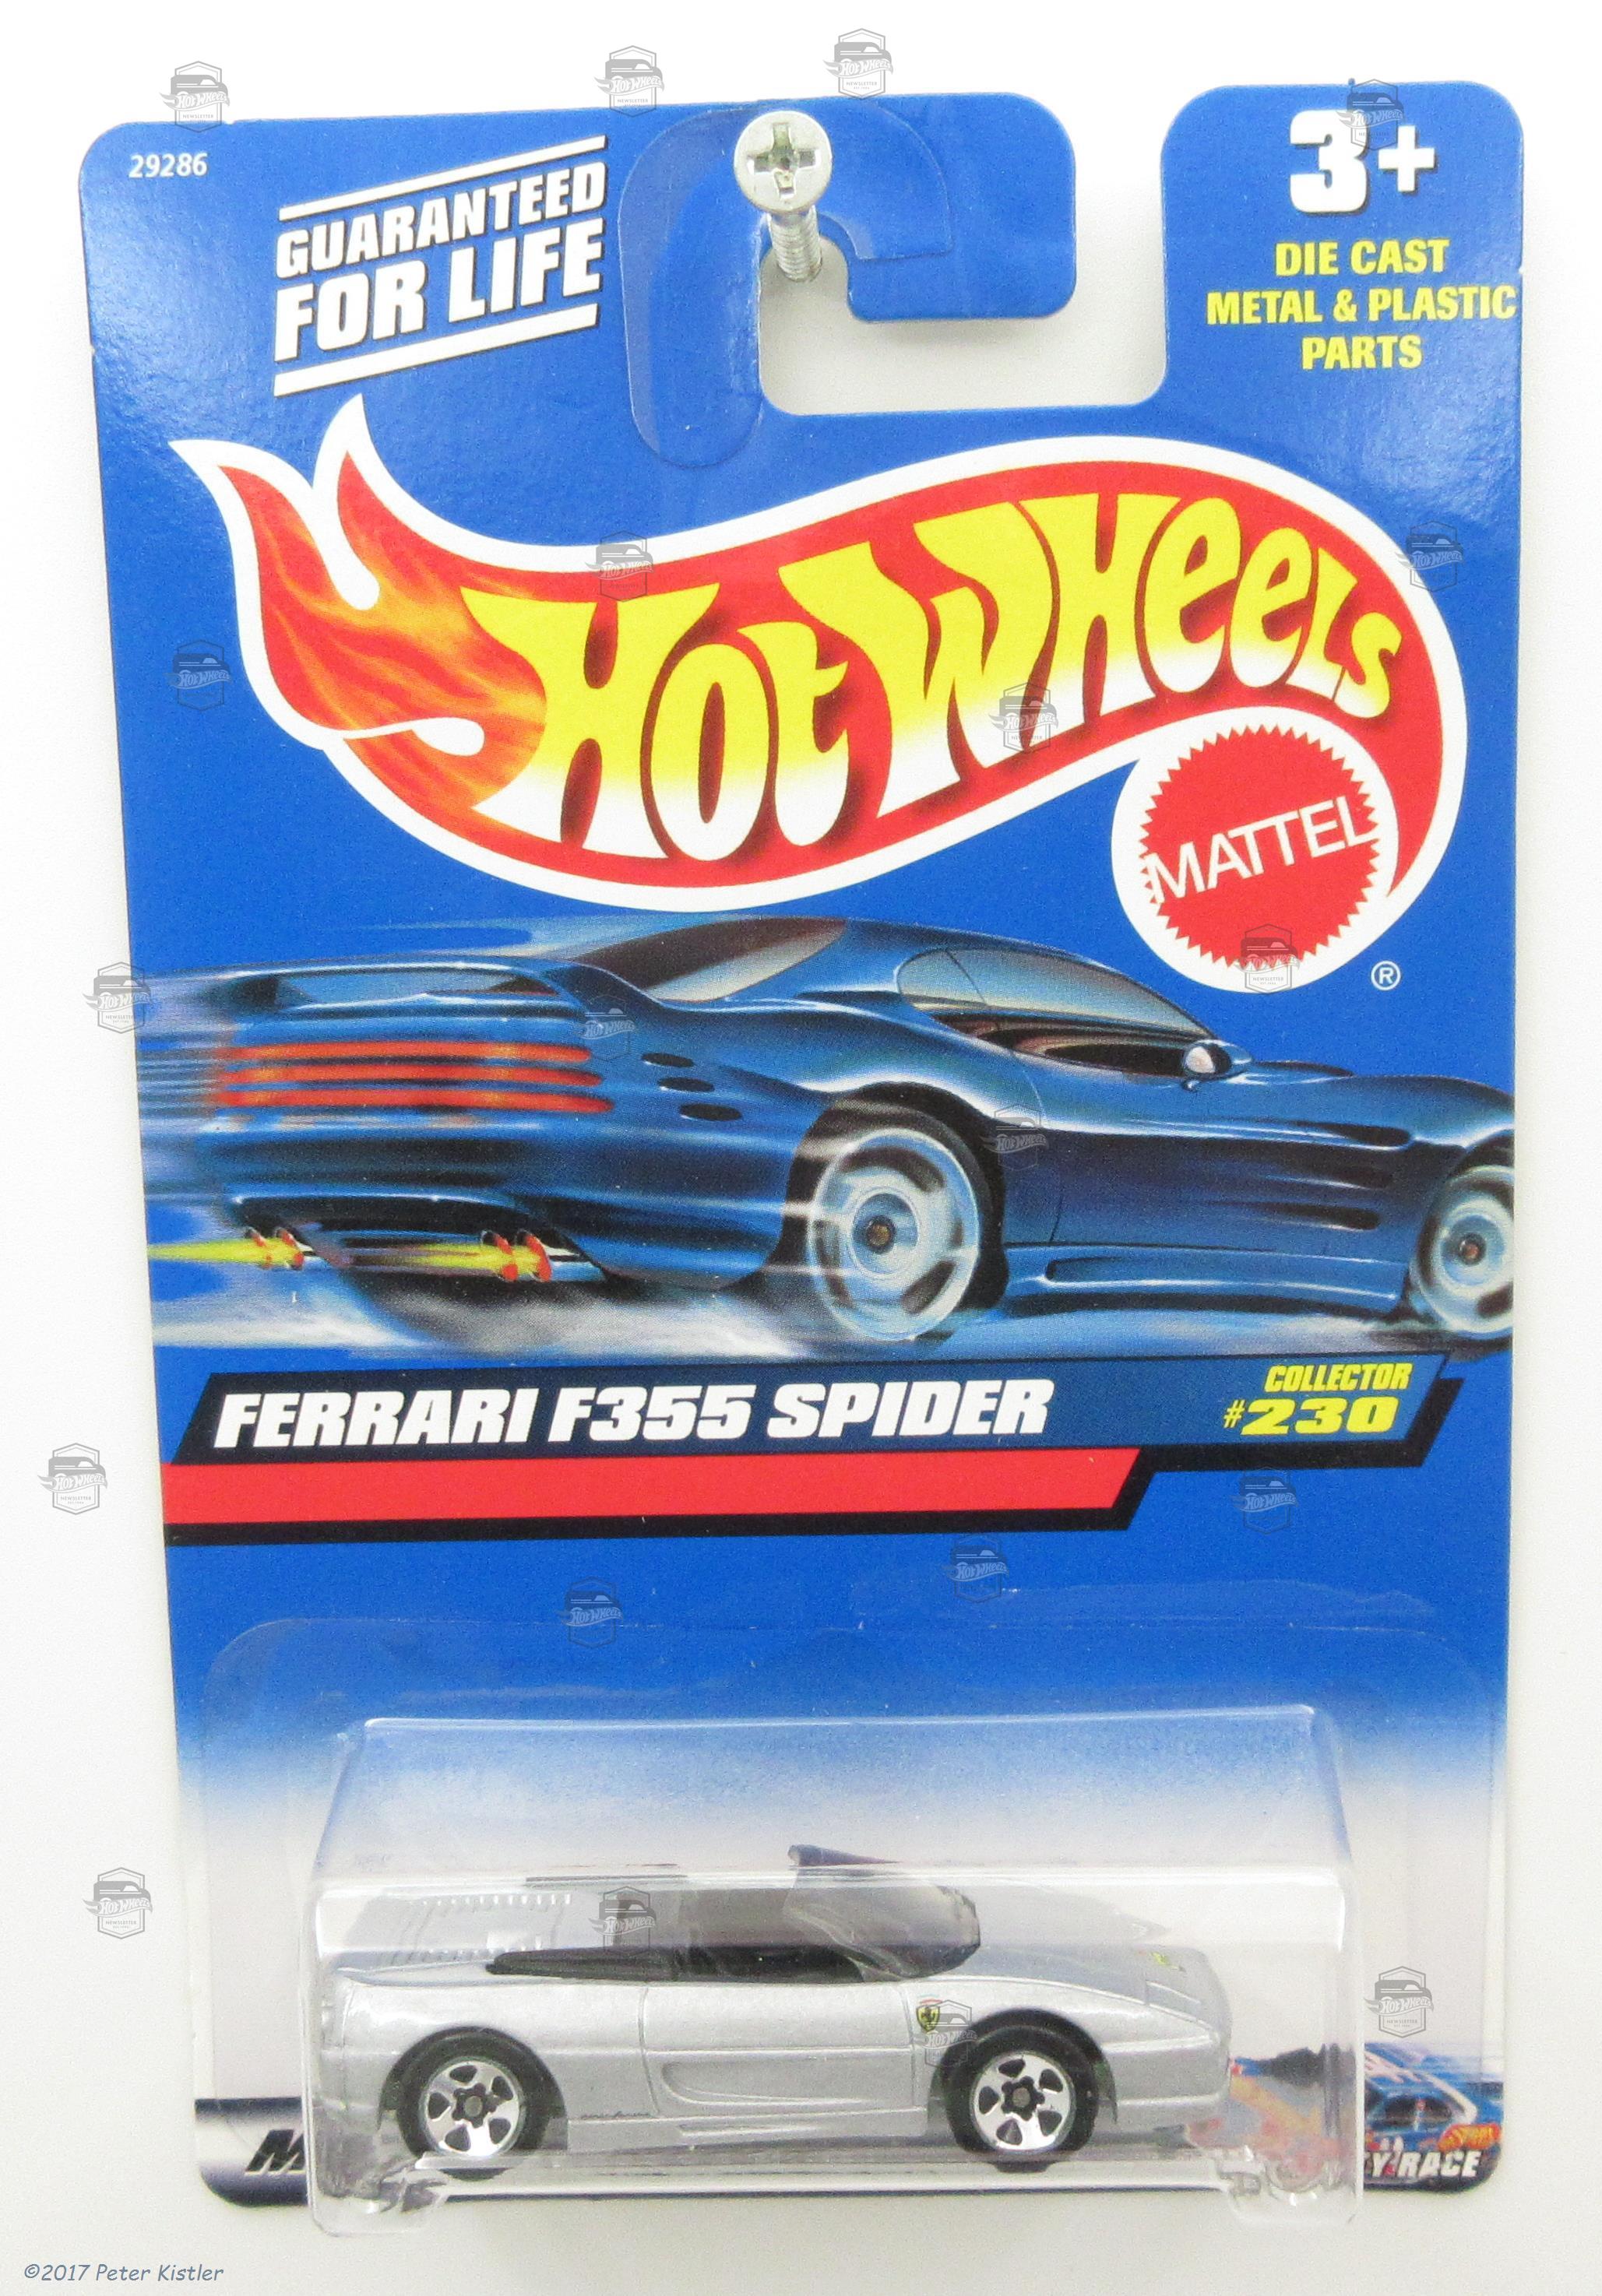 29286
GUARANTEED
FOR LIFE
3+
DIE CAST
METAL & PLASTIC
PARTS
Hot Wheels
MATTEL
®
FERRARI F355 SPIDER
COLLECTOR
#230
RACE
©2017 Peter Kistler